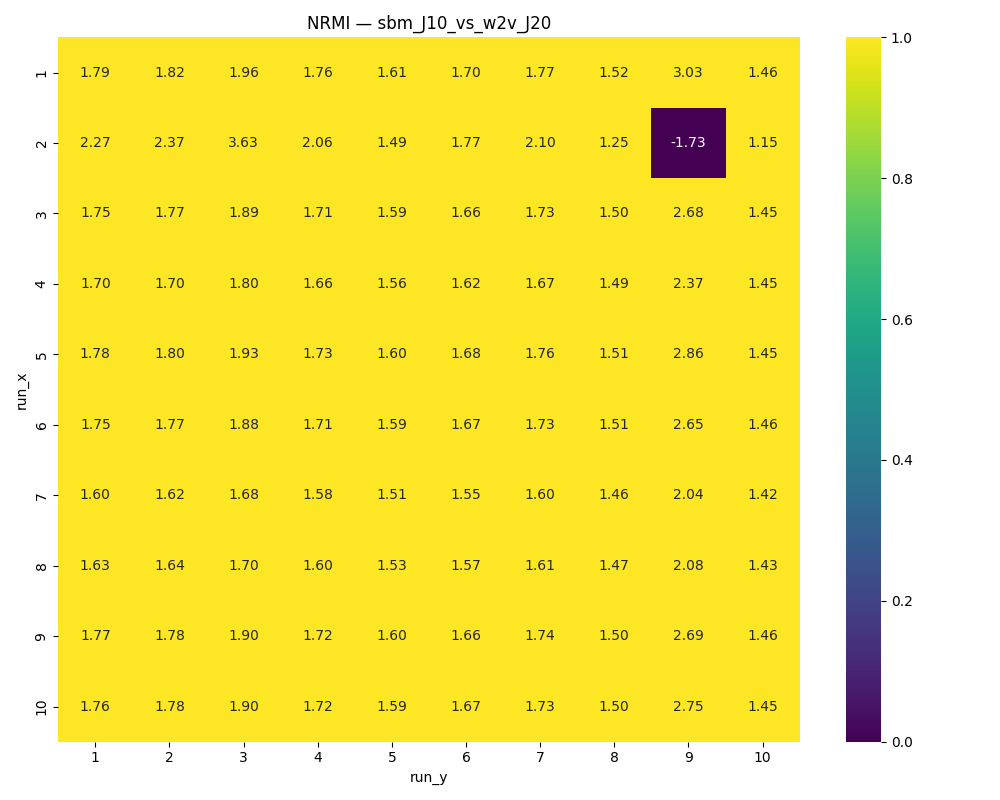 NRMI — sbm_J10_vs_w2v_J20
1 1.79 1.82 1.96 1.76 1.61 1.70 1.77 1.52 3.03 1.46
2 2.27 2.37 3.63 2.06 1.49 1.77 2.10 1.25 -1.73 1.15
3 1.75 1.77 1.89 1.71 1.59 1.66 1.73 1.50 2.68 1.45
4 1.70 1.70 1.80 1.66 1.56 1.62 1.67 1.49 2.37 1.45
5 1.78 1.80 1.93 1.73 1.60 1.68 1.76 1.51 2.86 1.45
6 1.75 1.77 1.88 1.71 1.59 1.67 1.73 1.51 2.65 1.46
7 1.60 1.62 1.68 1.58 1.51 1.55 1.60 1.46 2.04 1.42
8 1.63 1.64 1.70 1.60 1.53 1.57 1.61 1.47 2.08 1.43
9 1.77 1.78 1.90 1.72 1.60 1.66 1.74 1.50 2.69 1.46
10 1.76 1.78 1.90 1.72 1.59 1.67 1.73 1.50 2.75 1.45
1 2 3 4 5 6 7 8 9 10
run_x
run_y
1.0
0.8
0.6
0.4
0.2
0.0